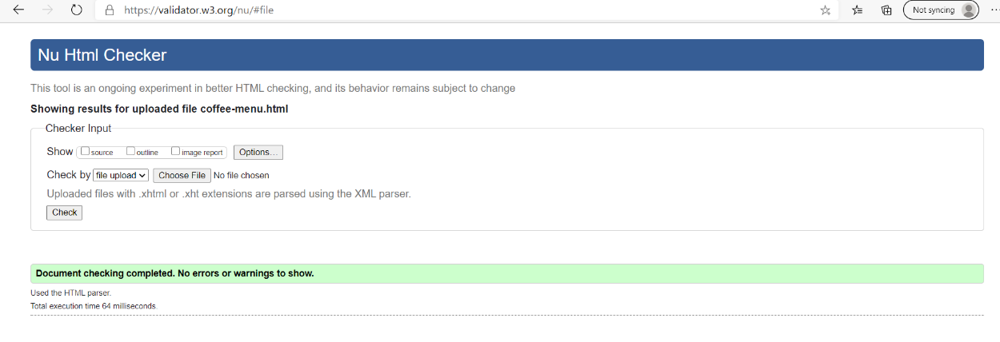 https://validator.w3.org/nu/#file
Not syncing
Nu Html Checker
This tool is an ongoing experiment in better HTML checking, and its behavior remains subject to change
Showing results for uploaded file coffee-menu.html
Checker Input
Show source outline image report Options...
Check by file upload Choose File No file chosen
Uploaded files with .xhtml or .xht extensions are parsed using the XML parser.
Check
Document checking completed. No errors or warnings to show.
Used the HTML parser.
Total execution time 64 milliseconds.